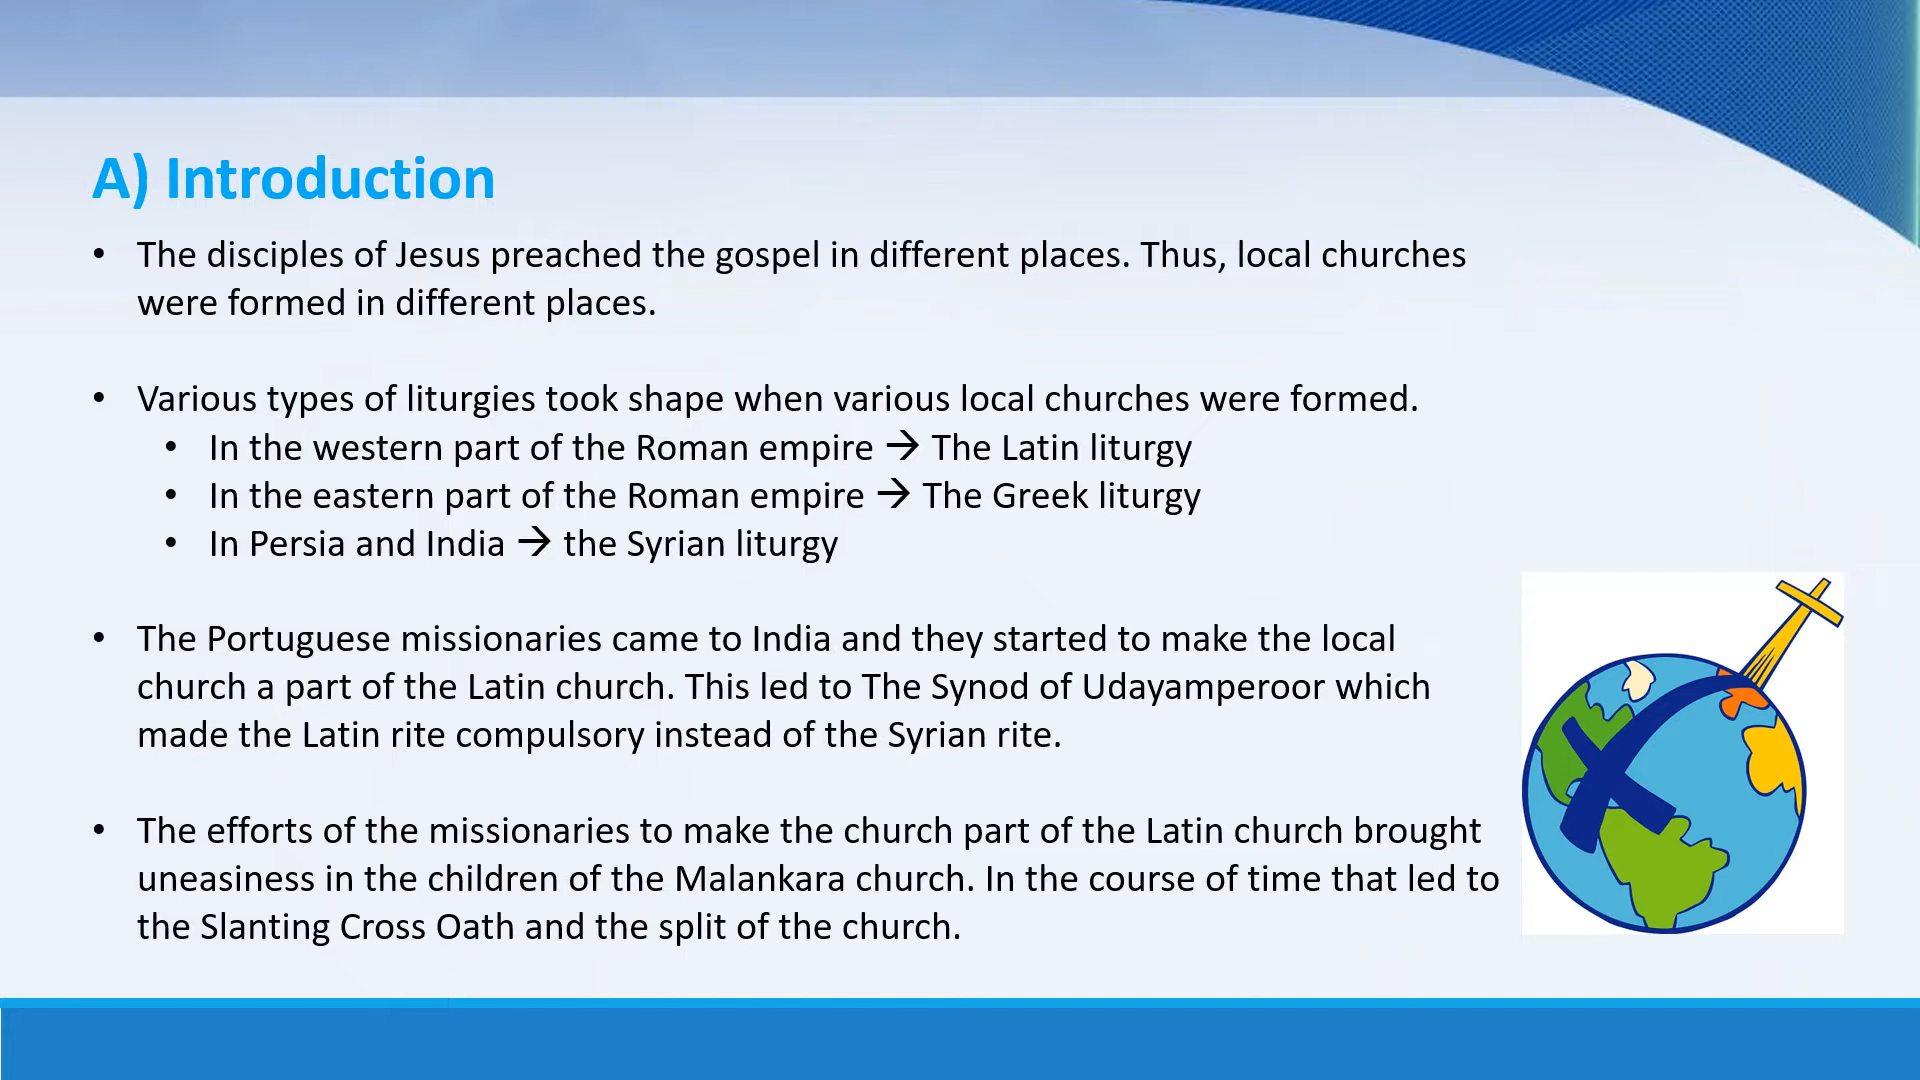 A) Introduction
• The disciples of Jesus preached the gospel in different places. Thus, local churches
were formed in different places.
• Various types of liturgies took shape when various local churches were formed.
• In the western part of the Roman empire → The Latin liturgy
• In the eastern part of the Roman empire → The Greek liturgy
• In Persia and India → the Syrian liturgy
• The Portuguese missionaries came to India and they started to make the local
church a part of the Latin church. This led to The Synod of Udayamperoor which
made the Latin rite compulsory instead of the Syrian rite.
• The efforts of the missionaries to make the church part of the Latin church brought
uneasiness in the children of the Malankara church. In the course of time that led to
the Slanting Cross Oath and the split of the church.